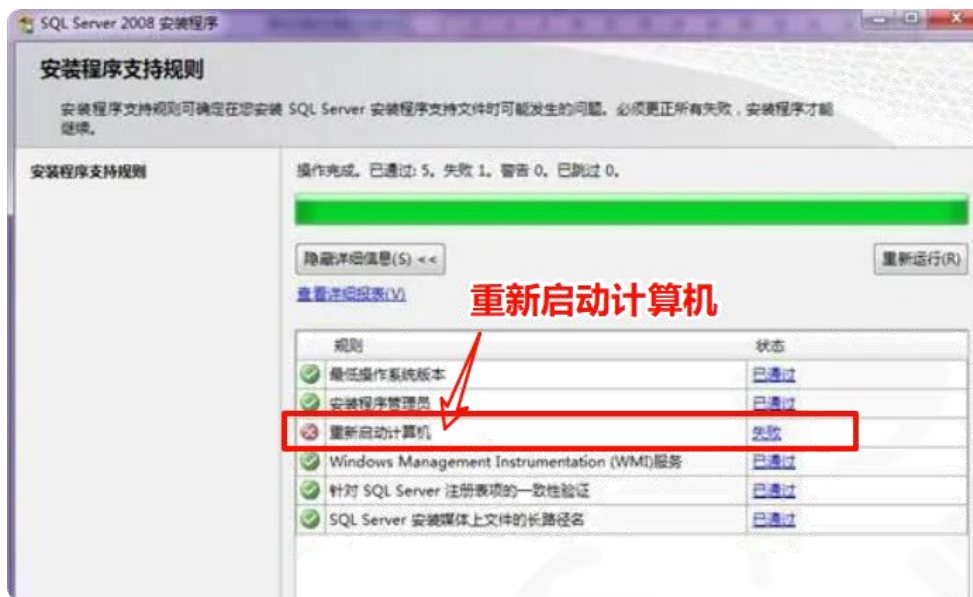 SQL Server 2008 安装程序
安装程序支持规则
安装程序支持规则可确定在您安装 SQL Server 安装程序支持文件时可能发生的问题。必须更正所有失败，安装程序才能
继续。
安装程序支持规则
操作完成。已通过: 5。失败 1。警告 0。已跳过 0。
隐藏详细信息(S) <<
重新运行(R)
查看详细报表(V)
重新启动计算机
规则 状态
最低操作系统版本 已通过
安装程序管理员 已通过
重新启动计算机 失败
Windows Management Instrumentation (WMI)服务 已通过
针对 SQL Server 注册表项的一致性验证 已通过
SQL Server 安装媒体上文件的长路径名 已通过